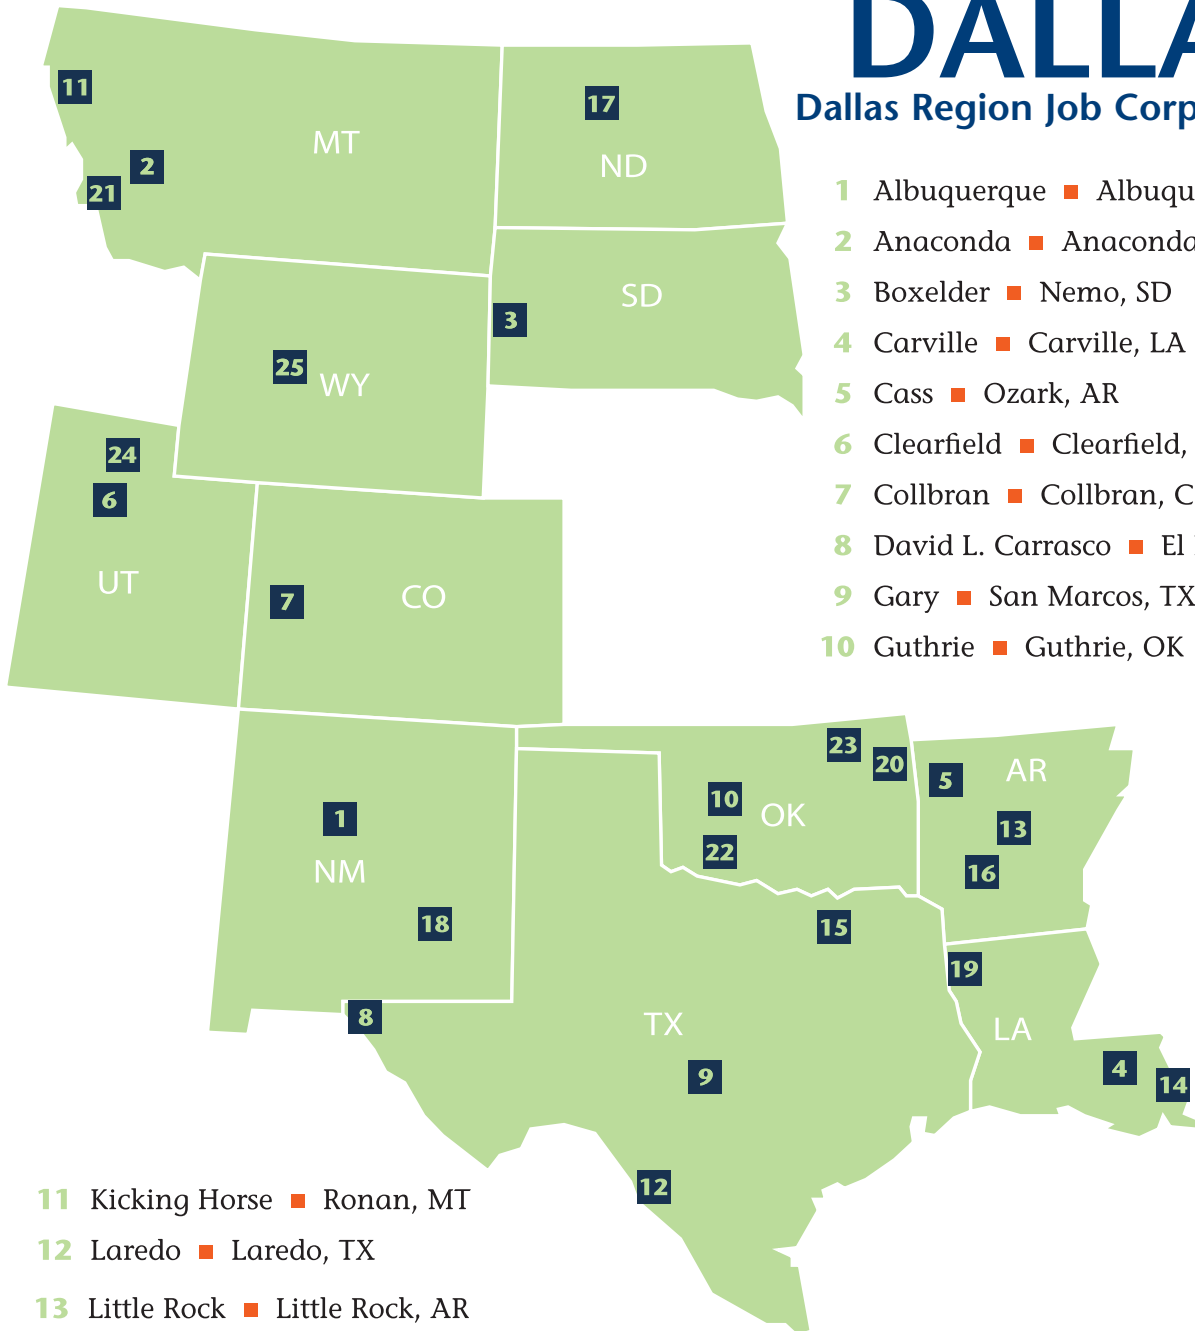 DALLA
Dallas Region Job Corp
1 Albuquerque ■ Albuqu
2 Anaconda ■ Anaconda
3 Boxelder ■ Nemo, SD
4 Carville ■ Carville, LA
5 Cass ■ Ozark, AR
6 Clearfield ■ Clearfield,
7 Collbran ■ Collbran, C
8 David L. Carrasco ■ El
9 Gary ■ San Marcos, TX
10 Guthrie ■ Guthrie, OK
11
MT
2
21
17
ND
SD
3
25
WY
24
6
UT
7
CO
1
NM
18
8
23
20
10
OK
22
5
AR
13
16
15
19
TX
LA
9
4
14
12
11 Kicking Horse ■ Ronan, MT
12 Laredo ■ Laredo, TX
13 Little Rock ■ Little Rock, AR